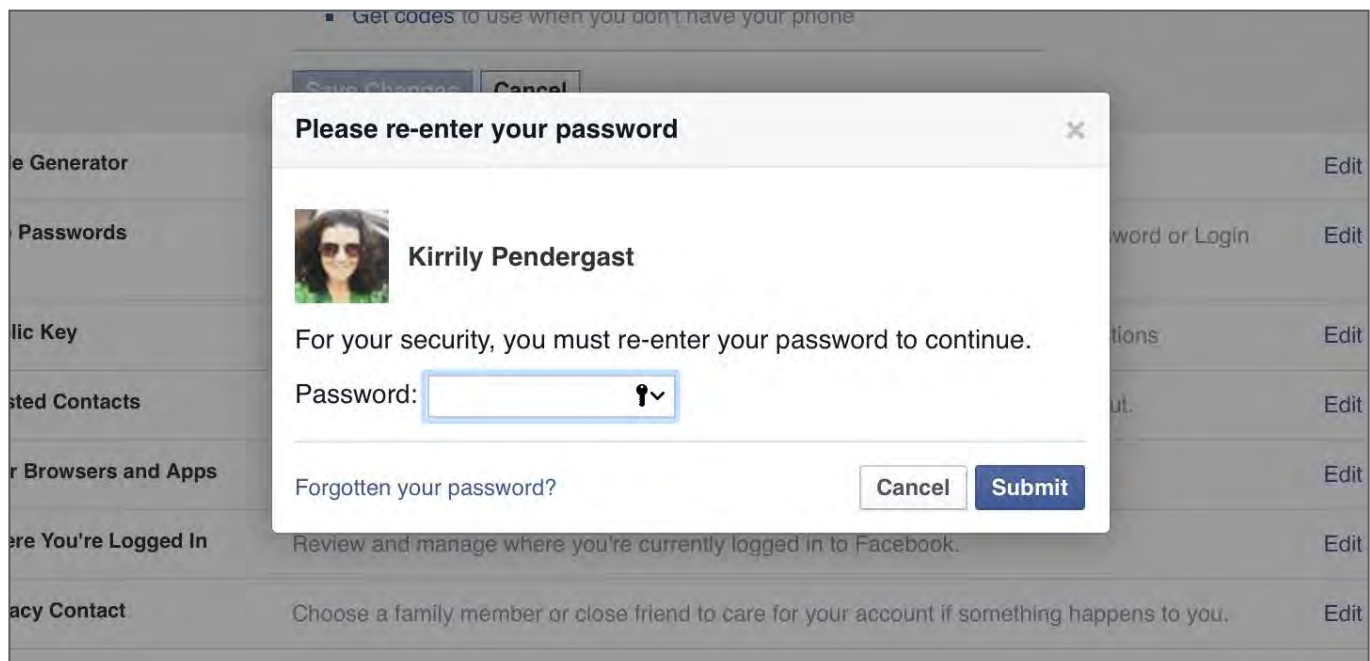 Get codes to use when you don't have your phone
Save Changes Cancel
Please re-enter your password
e Generator Edit
Kirrily Pendergast
Passwords word or Login Edit
For your security, you must re-enter your password to continue.
lic Key tions Edit
Password:
sted Contacts ut. Edit
r Browsers and Apps Edit
Forgotten your password? Cancel Submit
ere You're Logged In Review and manage where you're currently logged in to Facebook. Edit
acy Contact Choose a family member or close friend to care for your account if something happens to you. Edit